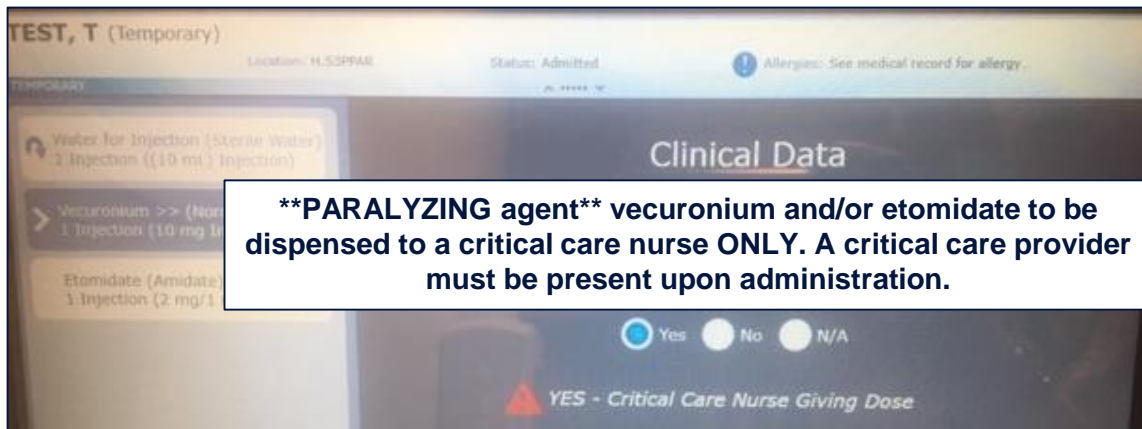 TEST, T (Temporary)
Location: H.S3PPAR Status: Admitted Allergies: See medical record for allergy.
TEMPORARY
Water for Injection (Sterile Water)
1 Injection ((10 mL) Injection)
Clinical Data
Vecuronium >> (Nor
1 Injection (10 mg In
Etomidate (Amidate)
1 Injection (2 mg/1
**PARALYZING agent** vecuronium and/or etomidate to be
dispensed to a critical care nurse ONLY. A critical care provider
must be present upon administration.
Yes No N/A
YES - Critical Care Nurse Giving Dose